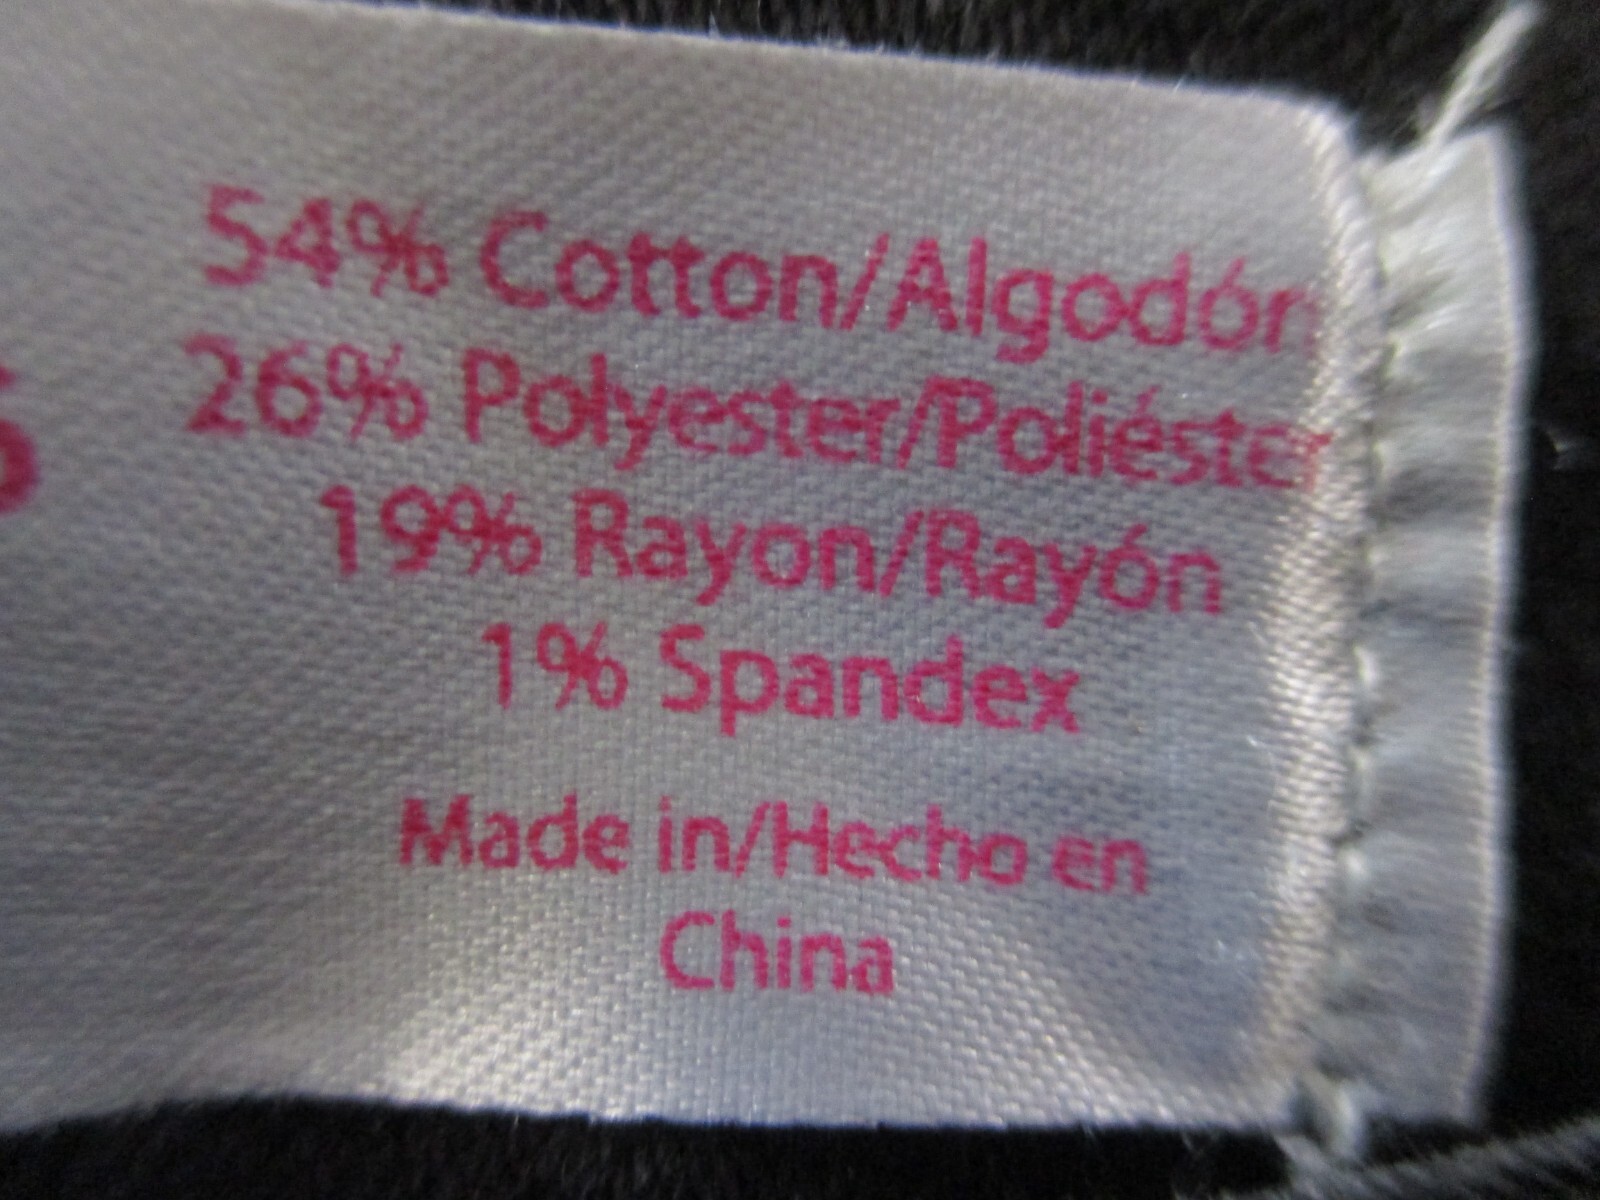 54% Cotton/Algodón
26% Polyester/Poliéster
19% Rayon/Rayón
1% Spandex
Made in/Hecho en
China